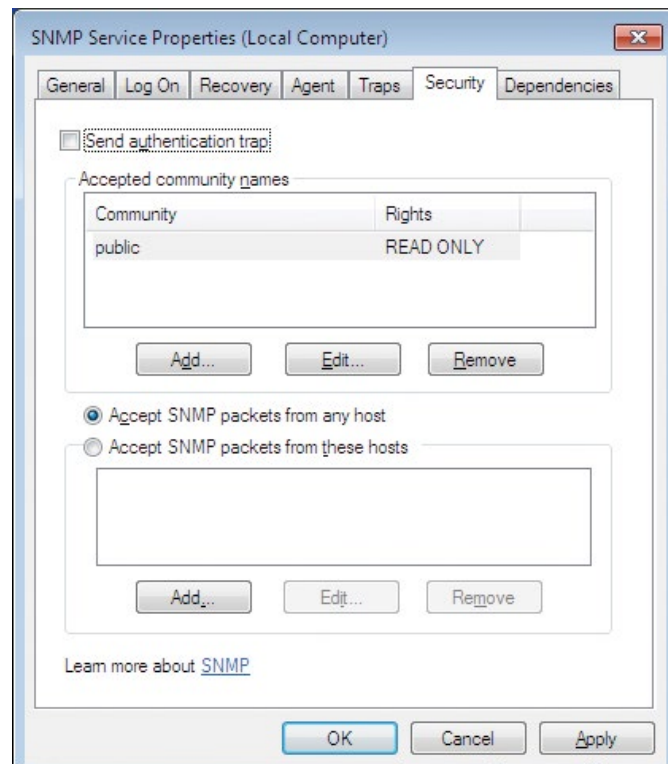 SNMP Service Properties (Local Computer)
General Log On Recovery Agent Traps Security Dependencies
Send authentication trap
Accepted community names
Community Rights
public READ ONLY
Add... Edit... Remove
Accept SNMP packets from any host
Accept SNMP packets from these hosts
Add... Edit... Remove
Learn more about SNMP
OK Cancel Apply